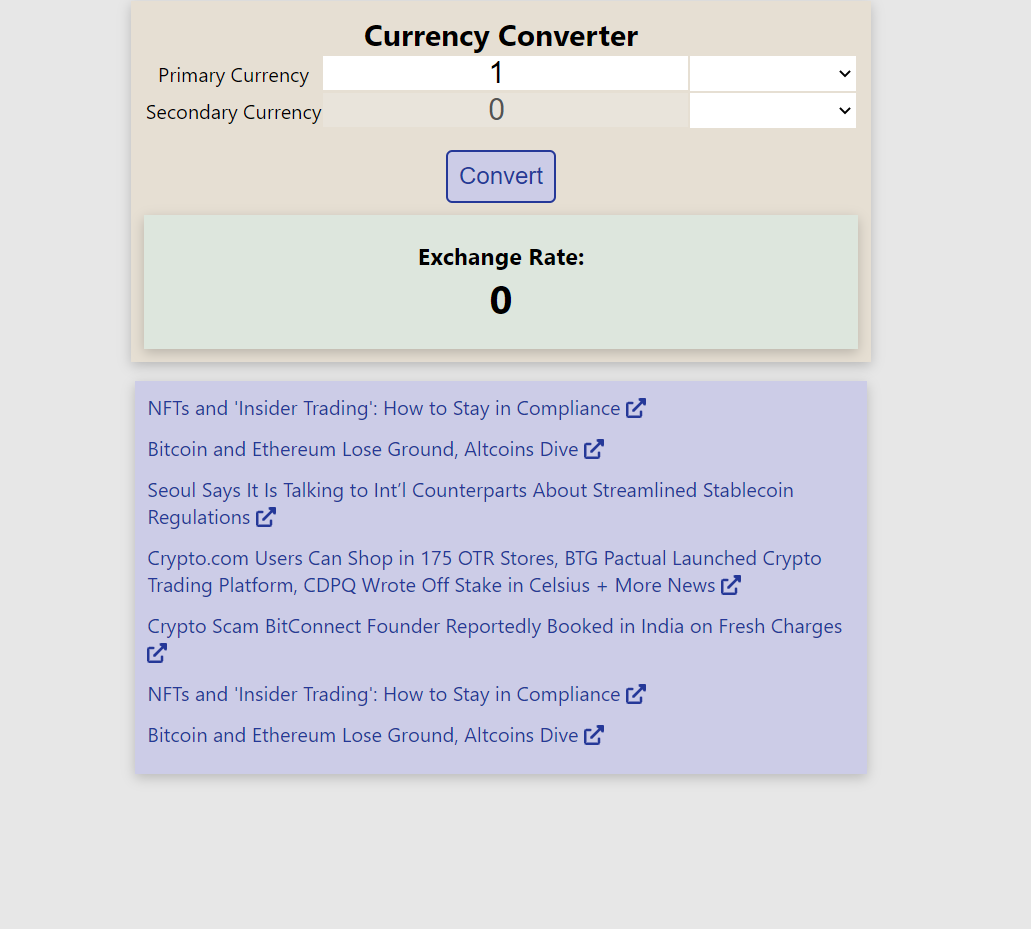 Currency Converter
Primary Currency 1
Secondary Currency 0
Convert
Exchange Rate:
0
NFTs and 'Insider Trading': How to Stay in Compliance
Bitcoin and Ethereum Lose Ground, Altcoins Dive
Seoul Says It Is Talking to Int’l Counterparts About Streamlined Stablecoin
Regulations
Crypto.com Users Can Shop in 175 OTR Stores, BTG Pactual Launched Crypto
Trading Platform, CDPQ Wrote Off Stake in Celsius + More News
Crypto Scam BitConnect Founder Reportedly Booked in India on Fresh Charges
NFTs and 'Insider Trading': How to Stay in Compliance
Bitcoin and Ethereum Lose Ground, Altcoins Dive